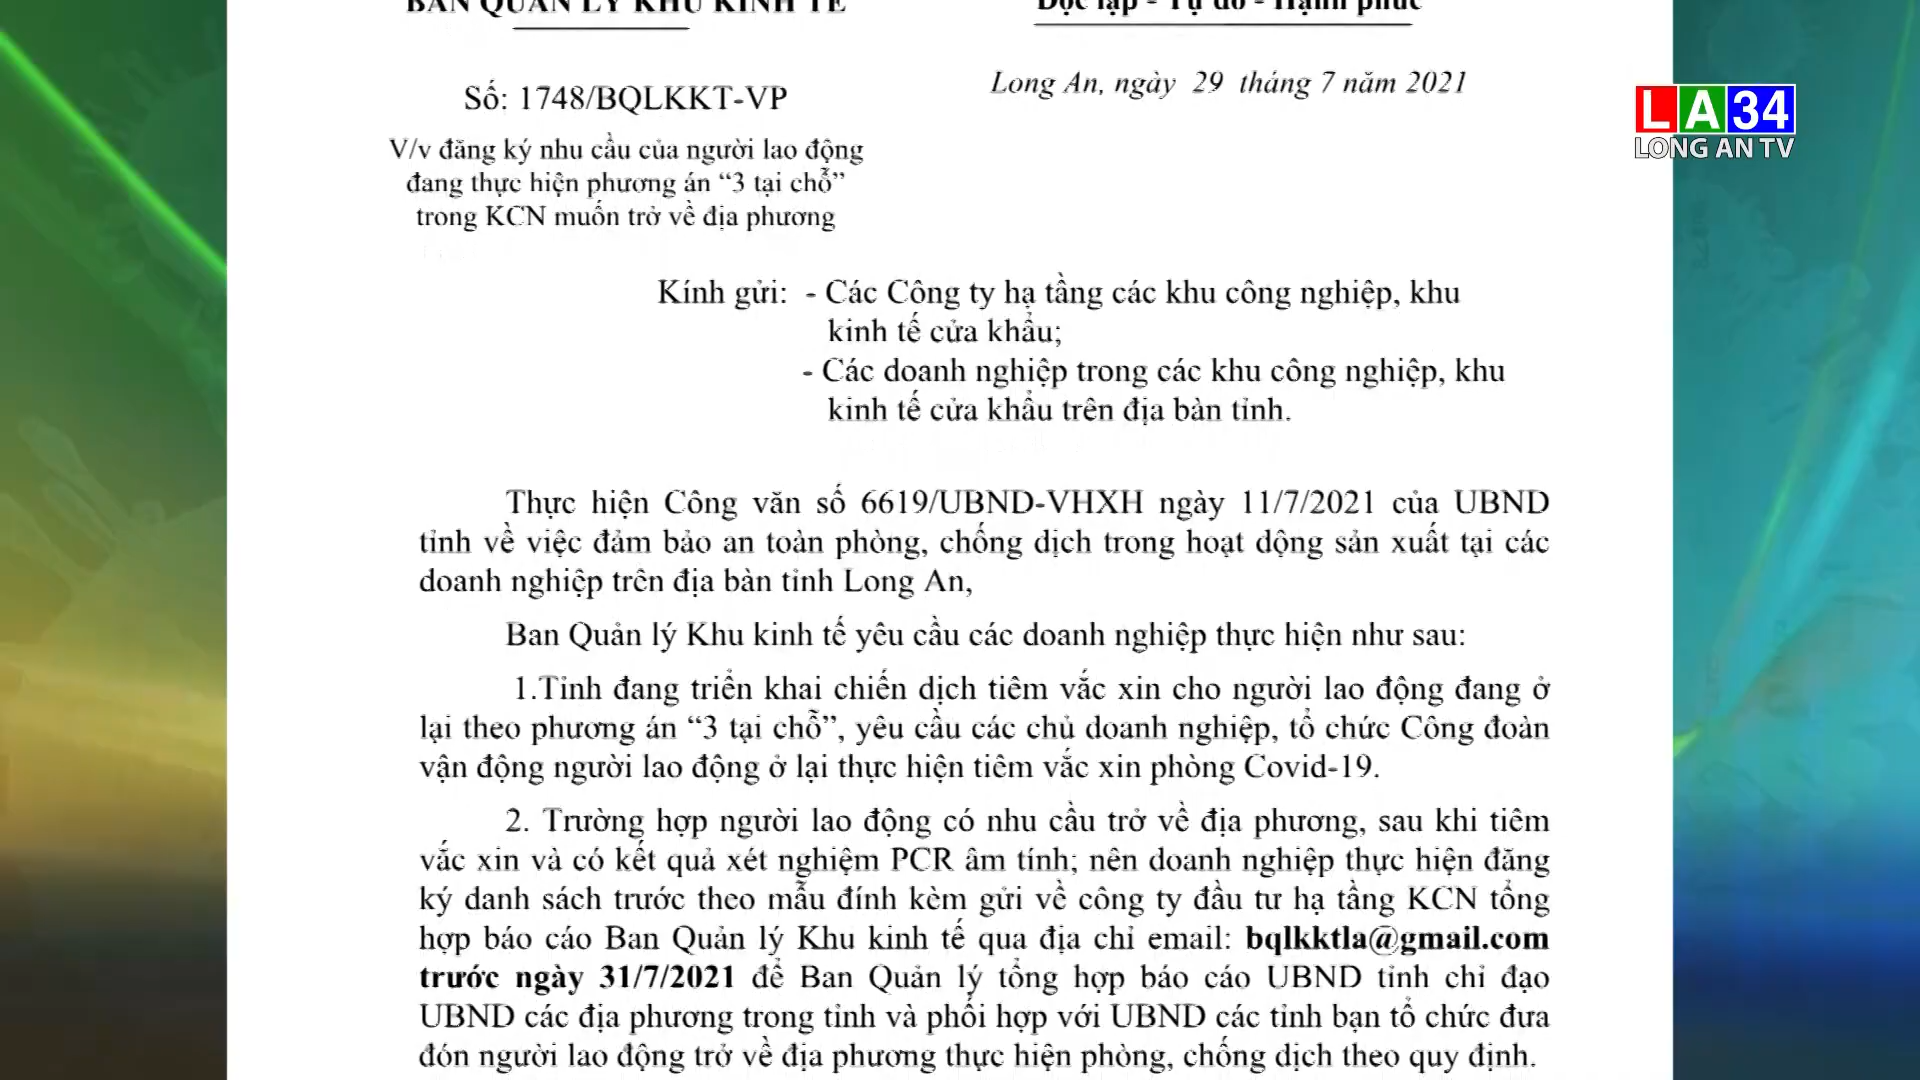 BAN QUẢN LÝ KHU KINH TẾ
Độc lập - Tự do - Hạnh phúc
Số: 1748/BQLKKT-VP
Long An, ngày 29 tháng 7 năm 2021
LA34
LONG AN TV
V/v đăng ký nhu cầu của người lao động
đang thực hiện phương án “3 tại chỗ”
trong KCN muốn trở về địa phương
Kính gửi: - Các Công ty hạ tầng các khu công nghiệp, khu
kinh tế cửa khẩu;
- Các doanh nghiệp trong các khu công nghiệp, khu
kinh tế cửa khẩu trên địa bàn tỉnh.
Thực hiện Công văn số 6619/UBND-VHXH ngày 11/7/2021 của UBND
tỉnh về việc đảm bảo an toàn phòng, chống dịch trong hoạt động sản xuất tại các
doanh nghiệp trên địa bàn tỉnh Long An,
Ban Quản lý Khu kinh tế yêu cầu các doanh nghiệp thực hiện như sau:
1.Tỉnh đang triển khai chiến dịch tiêm vắc xin cho người lao động đang ở
lại theo phương án “3 tại chỗ”, yêu cầu các chủ doanh nghiệp, tổ chức Công đoàn
vận động người lao động ở lại thực hiện tiêm vắc xin phòng Covid-19.
2. Trường hợp người lao động có nhu cầu trở về địa phương, sau khi tiêm
vắc xin và có kết quả xét nghiệm PCR âm tính; nên doanh nghiệp thực hiện đăng
ký danh sách trước theo mẫu đính kèm gửi về công ty đầu tư hạ tầng KCN tổng
hợp báo cáo Ban Quản lý Khu kinh tế qua địa chỉ email: bqlkktla@gmail.com
trước ngày 31/7/2021 để Ban Quản lý tổng hợp báo cáo UBND tỉnh chỉ đạo
UBND các địa phương trong tỉnh và phối hợp với UBND các tỉnh bạn tổ chức đưa
đón người lao động trở về địa phương thực hiện phòng, chống dịch theo quy định.